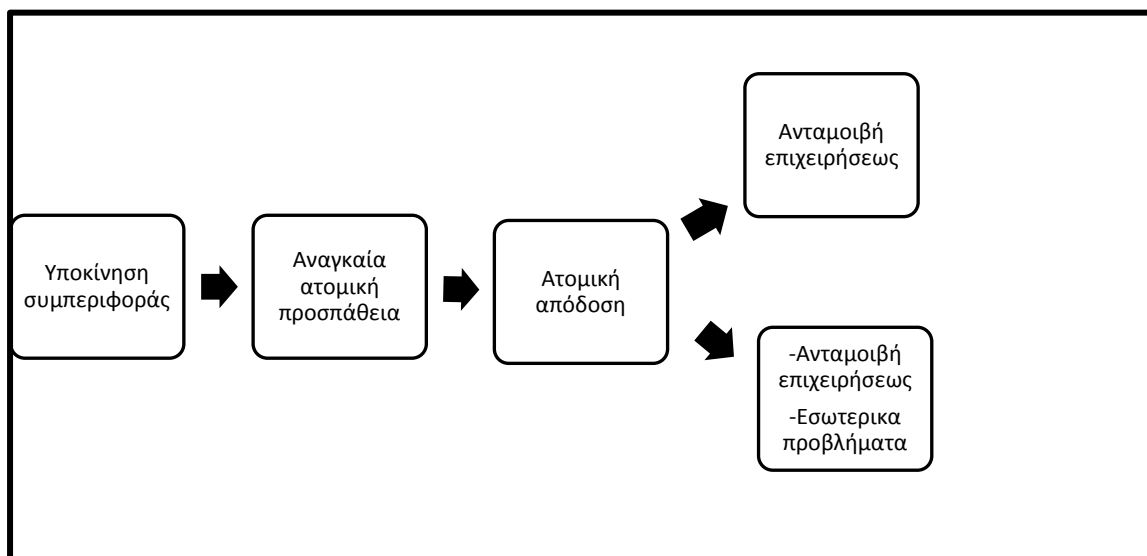 Υποκίνηση
συμπεριφοράς
Αναγκαία
ατομική
προσπάθεια
Ατομική
απόδοση
Ανταμοιβή
επιχειρήσεως
-Ανταμοιβή
επιχειρήσεως
-Εσωτερικα
προβλήματα